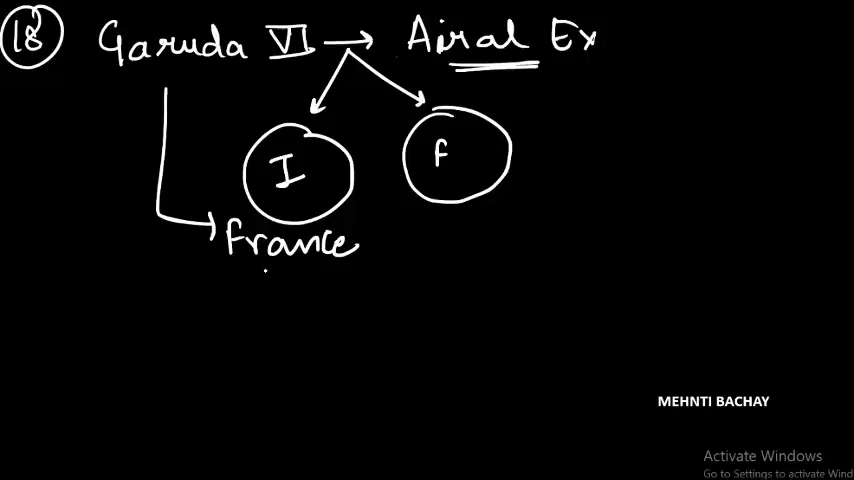 18 Garuda VI → Airal Ex
I F
France
MEHNTI BACHAY
Activate Windows
Go to Settings to activate Wind